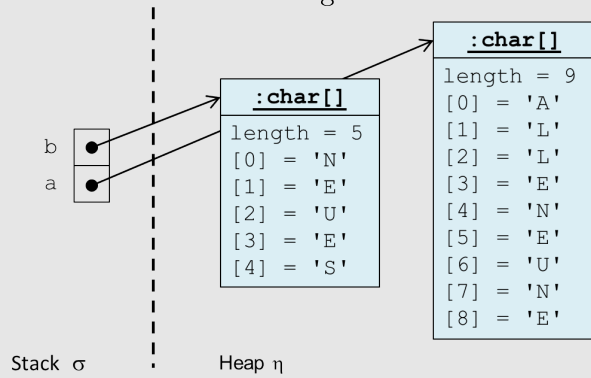 b
a
:char[]
length = 5
[0] = 'N'
[1] = 'E'
[2] = 'U'
[3] = 'E'
[4] = 'S'
:char[]
length = 9
[0] = 'A'
[1] = 'L'
[2] = 'L'
[3] = 'E'
[4] = 'N'
[5] = 'E'
[6] = 'U'
[7] = 'N'
[8] = 'E'
Stack σ
Heap η